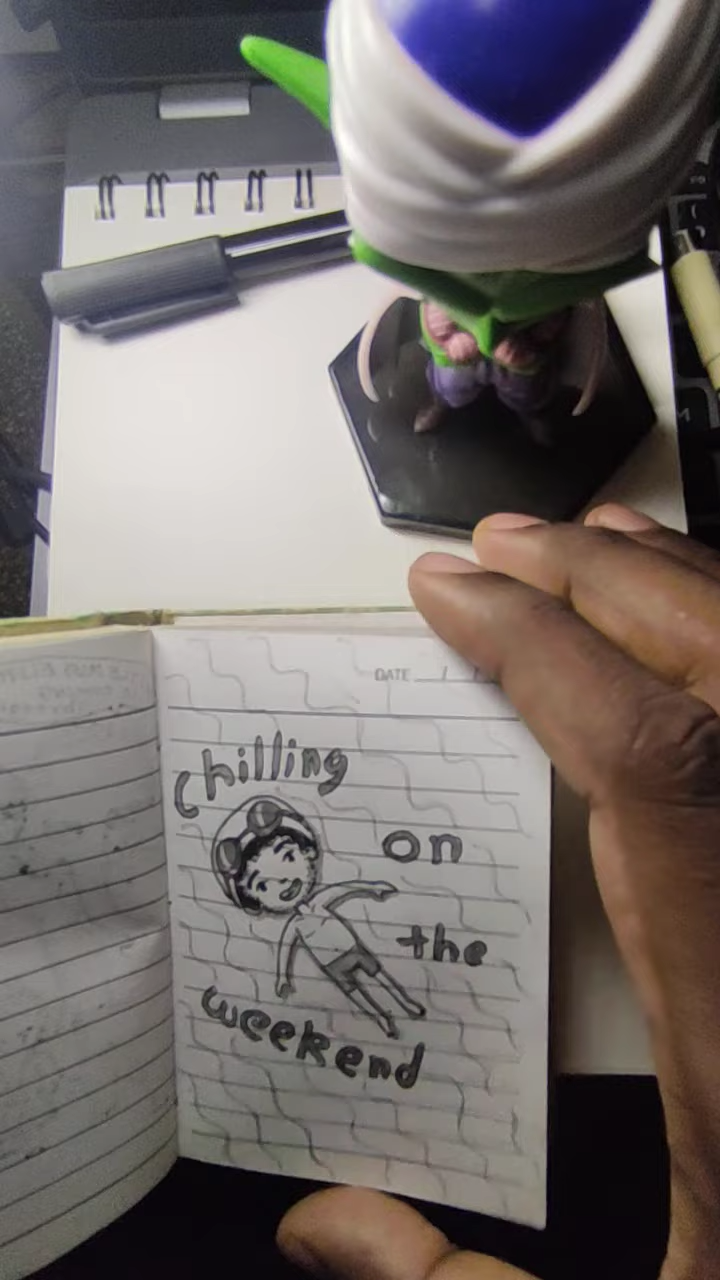 DATE / /
chilling
on
the
weekend